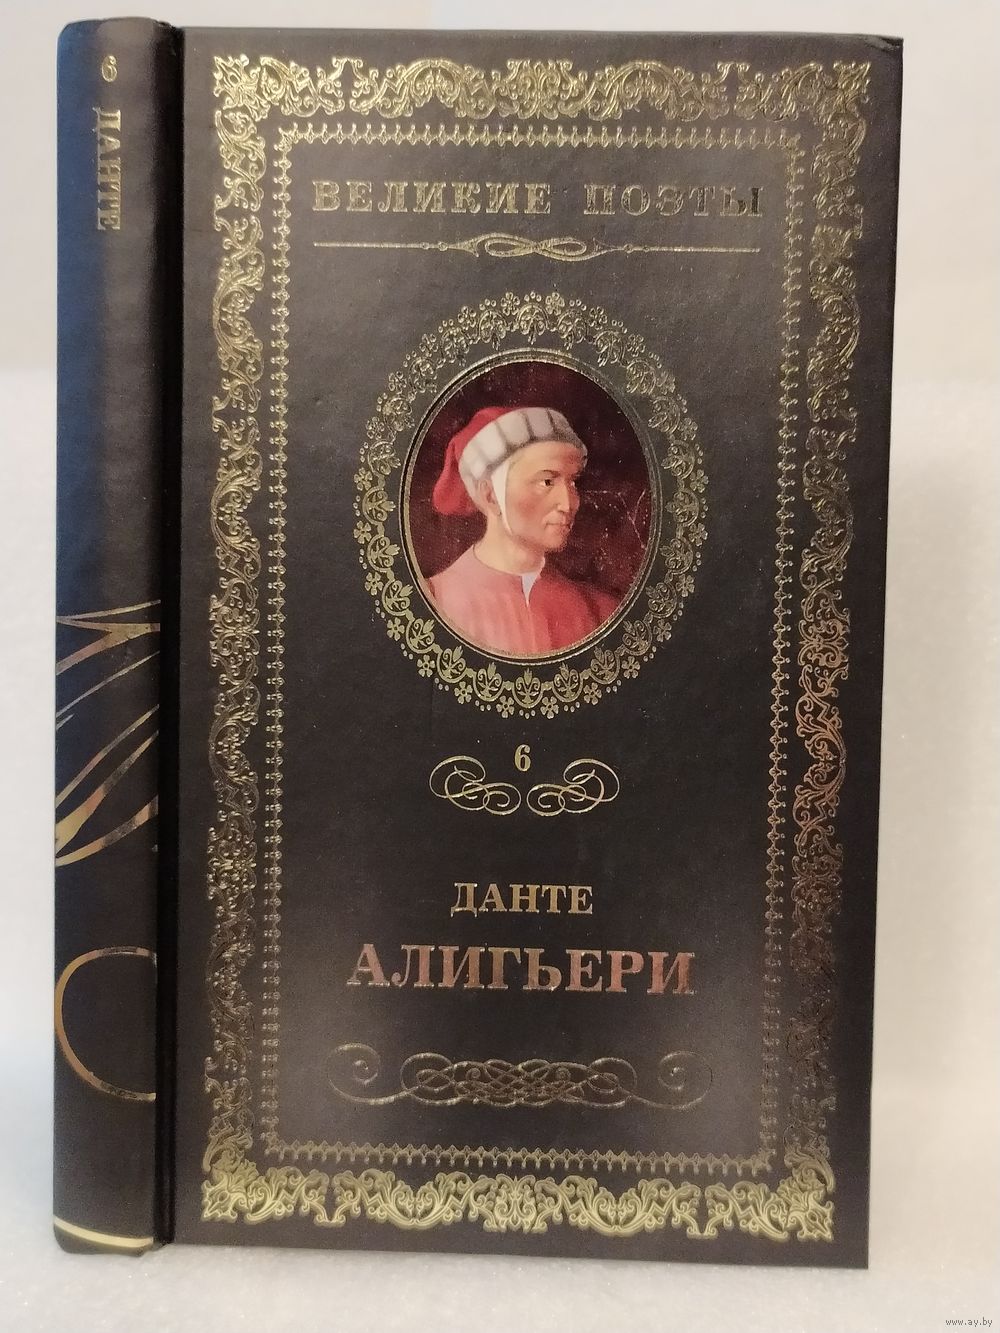 6 ДАНТЕ
ВЕЛИКИЕ ПОЭТЫ
6
ДАНТЕ
АЛИГЬЕРИ
www.ay.by